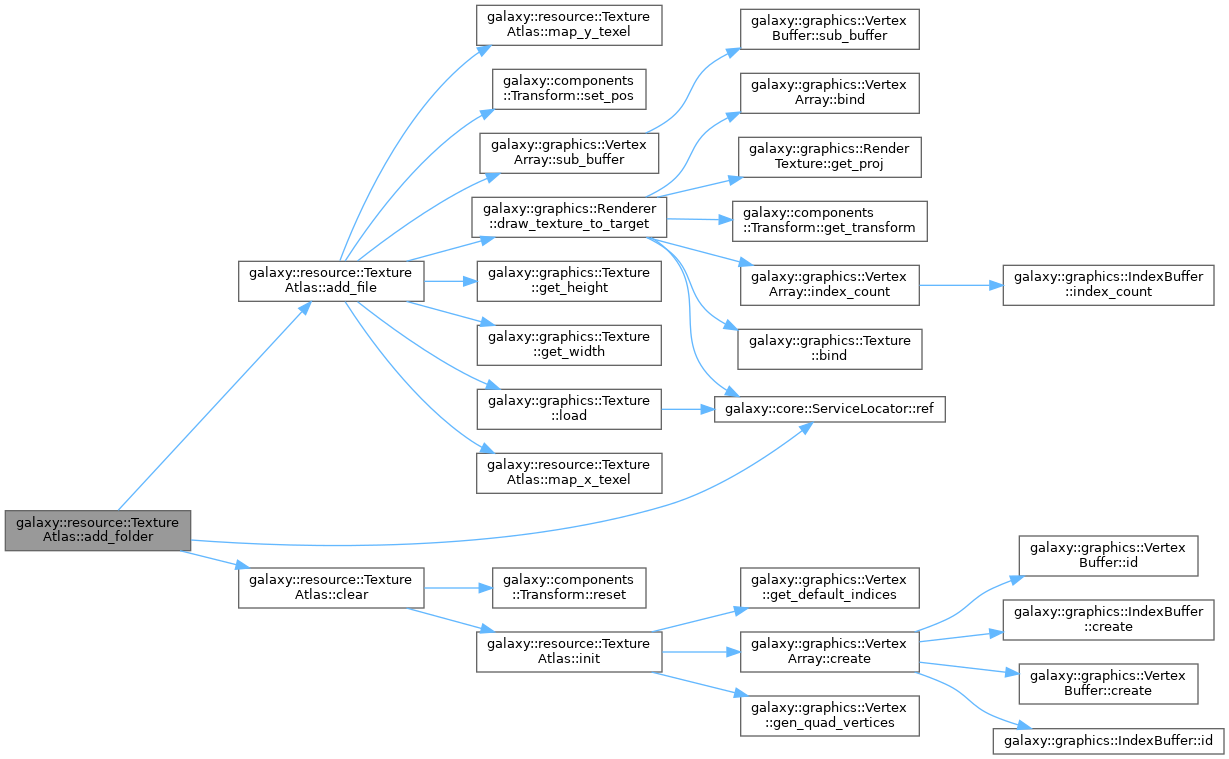 galaxy::resource::Texture
Atlas::map_y_texel
galaxy::components
::Transform::set_pos
galaxy::graphics::Vertex
Array::sub_buffer
galaxy::graphics::Renderer
::draw_texture_to_target
galaxy::resource::Texture
Atlas::add_file
galaxy::graphics::Texture
::get_height
galaxy::graphics::Texture
::get_width
galaxy::graphics::Texture
::load
galaxy::resource::Texture
Atlas::map_x_texel
galaxy::graphics::Vertex
Buffer::sub_buffer
galaxy::graphics::Vertex
Array::bind
galaxy::graphics::Render
Texture::get_proj
galaxy::components
::Transform::get_transform
galaxy::graphics::Vertex
Array::index_count
galaxy::graphics::IndexBuffer
::index_count
galaxy::graphics::Texture
::bind
galaxy::core::ServiceLocator::ref
galaxy::resource::Texture
Atlas::add_folder
galaxy::resource::Texture
Atlas::clear
galaxy::components
::Transform::reset
galaxy::resource::Texture
Atlas::init
galaxy::graphics::Vertex
::get_default_indices
galaxy::graphics::Vertex
Array::create
galaxy::graphics::Vertex
::gen_quad_vertices
galaxy::graphics::Vertex
Buffer::id
galaxy::graphics::IndexBuffer
::create
galaxy::graphics::Vertex
Buffer::create
galaxy::graphics::IndexBuffer::id